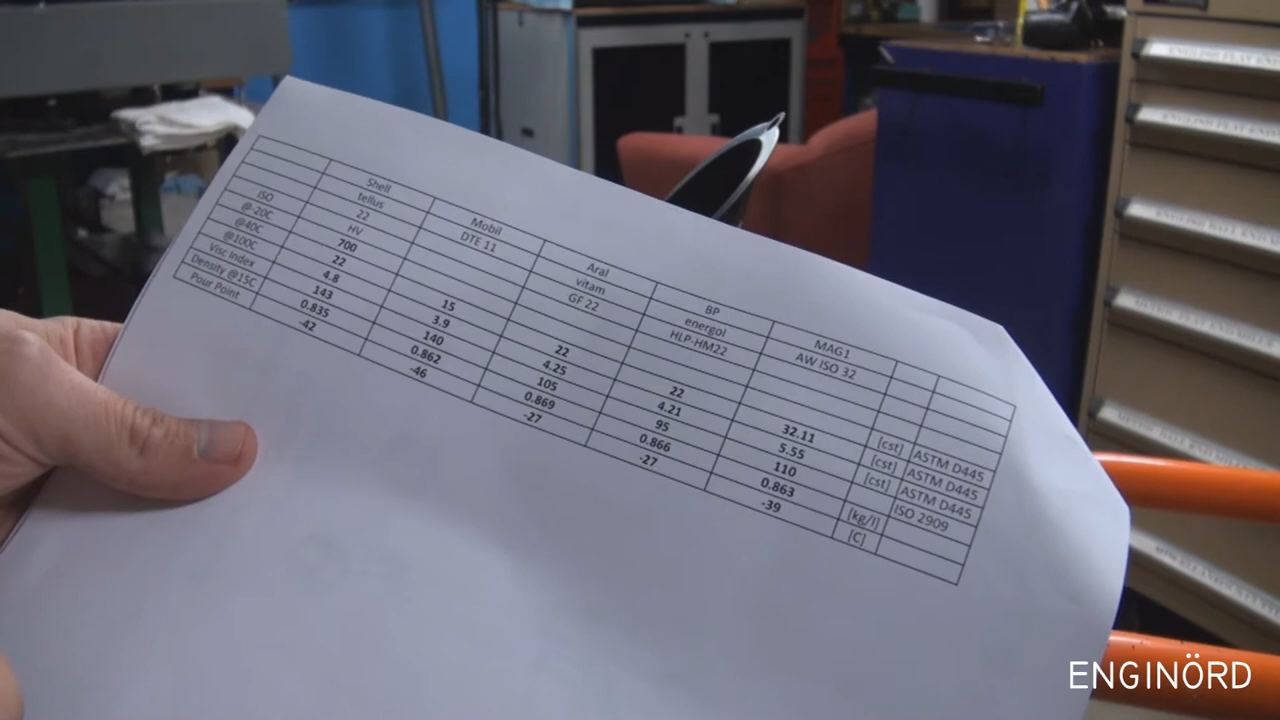 Shell Mobil Aral BP MAG1
tellus DTE 11 vitam energol AW ISO 32
22 GF 22 HLP-HM22
ISO HV
@-20C 700 [cst] ASTM D445
@40C 22 15 22 22 32.11 [cst] ASTM D445
@100C 4.8 3.9 4.25 4.21 5.55 [cst] ASTM D445
Visc Index 143 140 105 95 110 ISO 2909
Density @15C 0.835 0.862 0.869 0.866 0.863 [kg/l]
Pour Point -42 -46 -27 -27 -39 [C]
ENGINÖRD